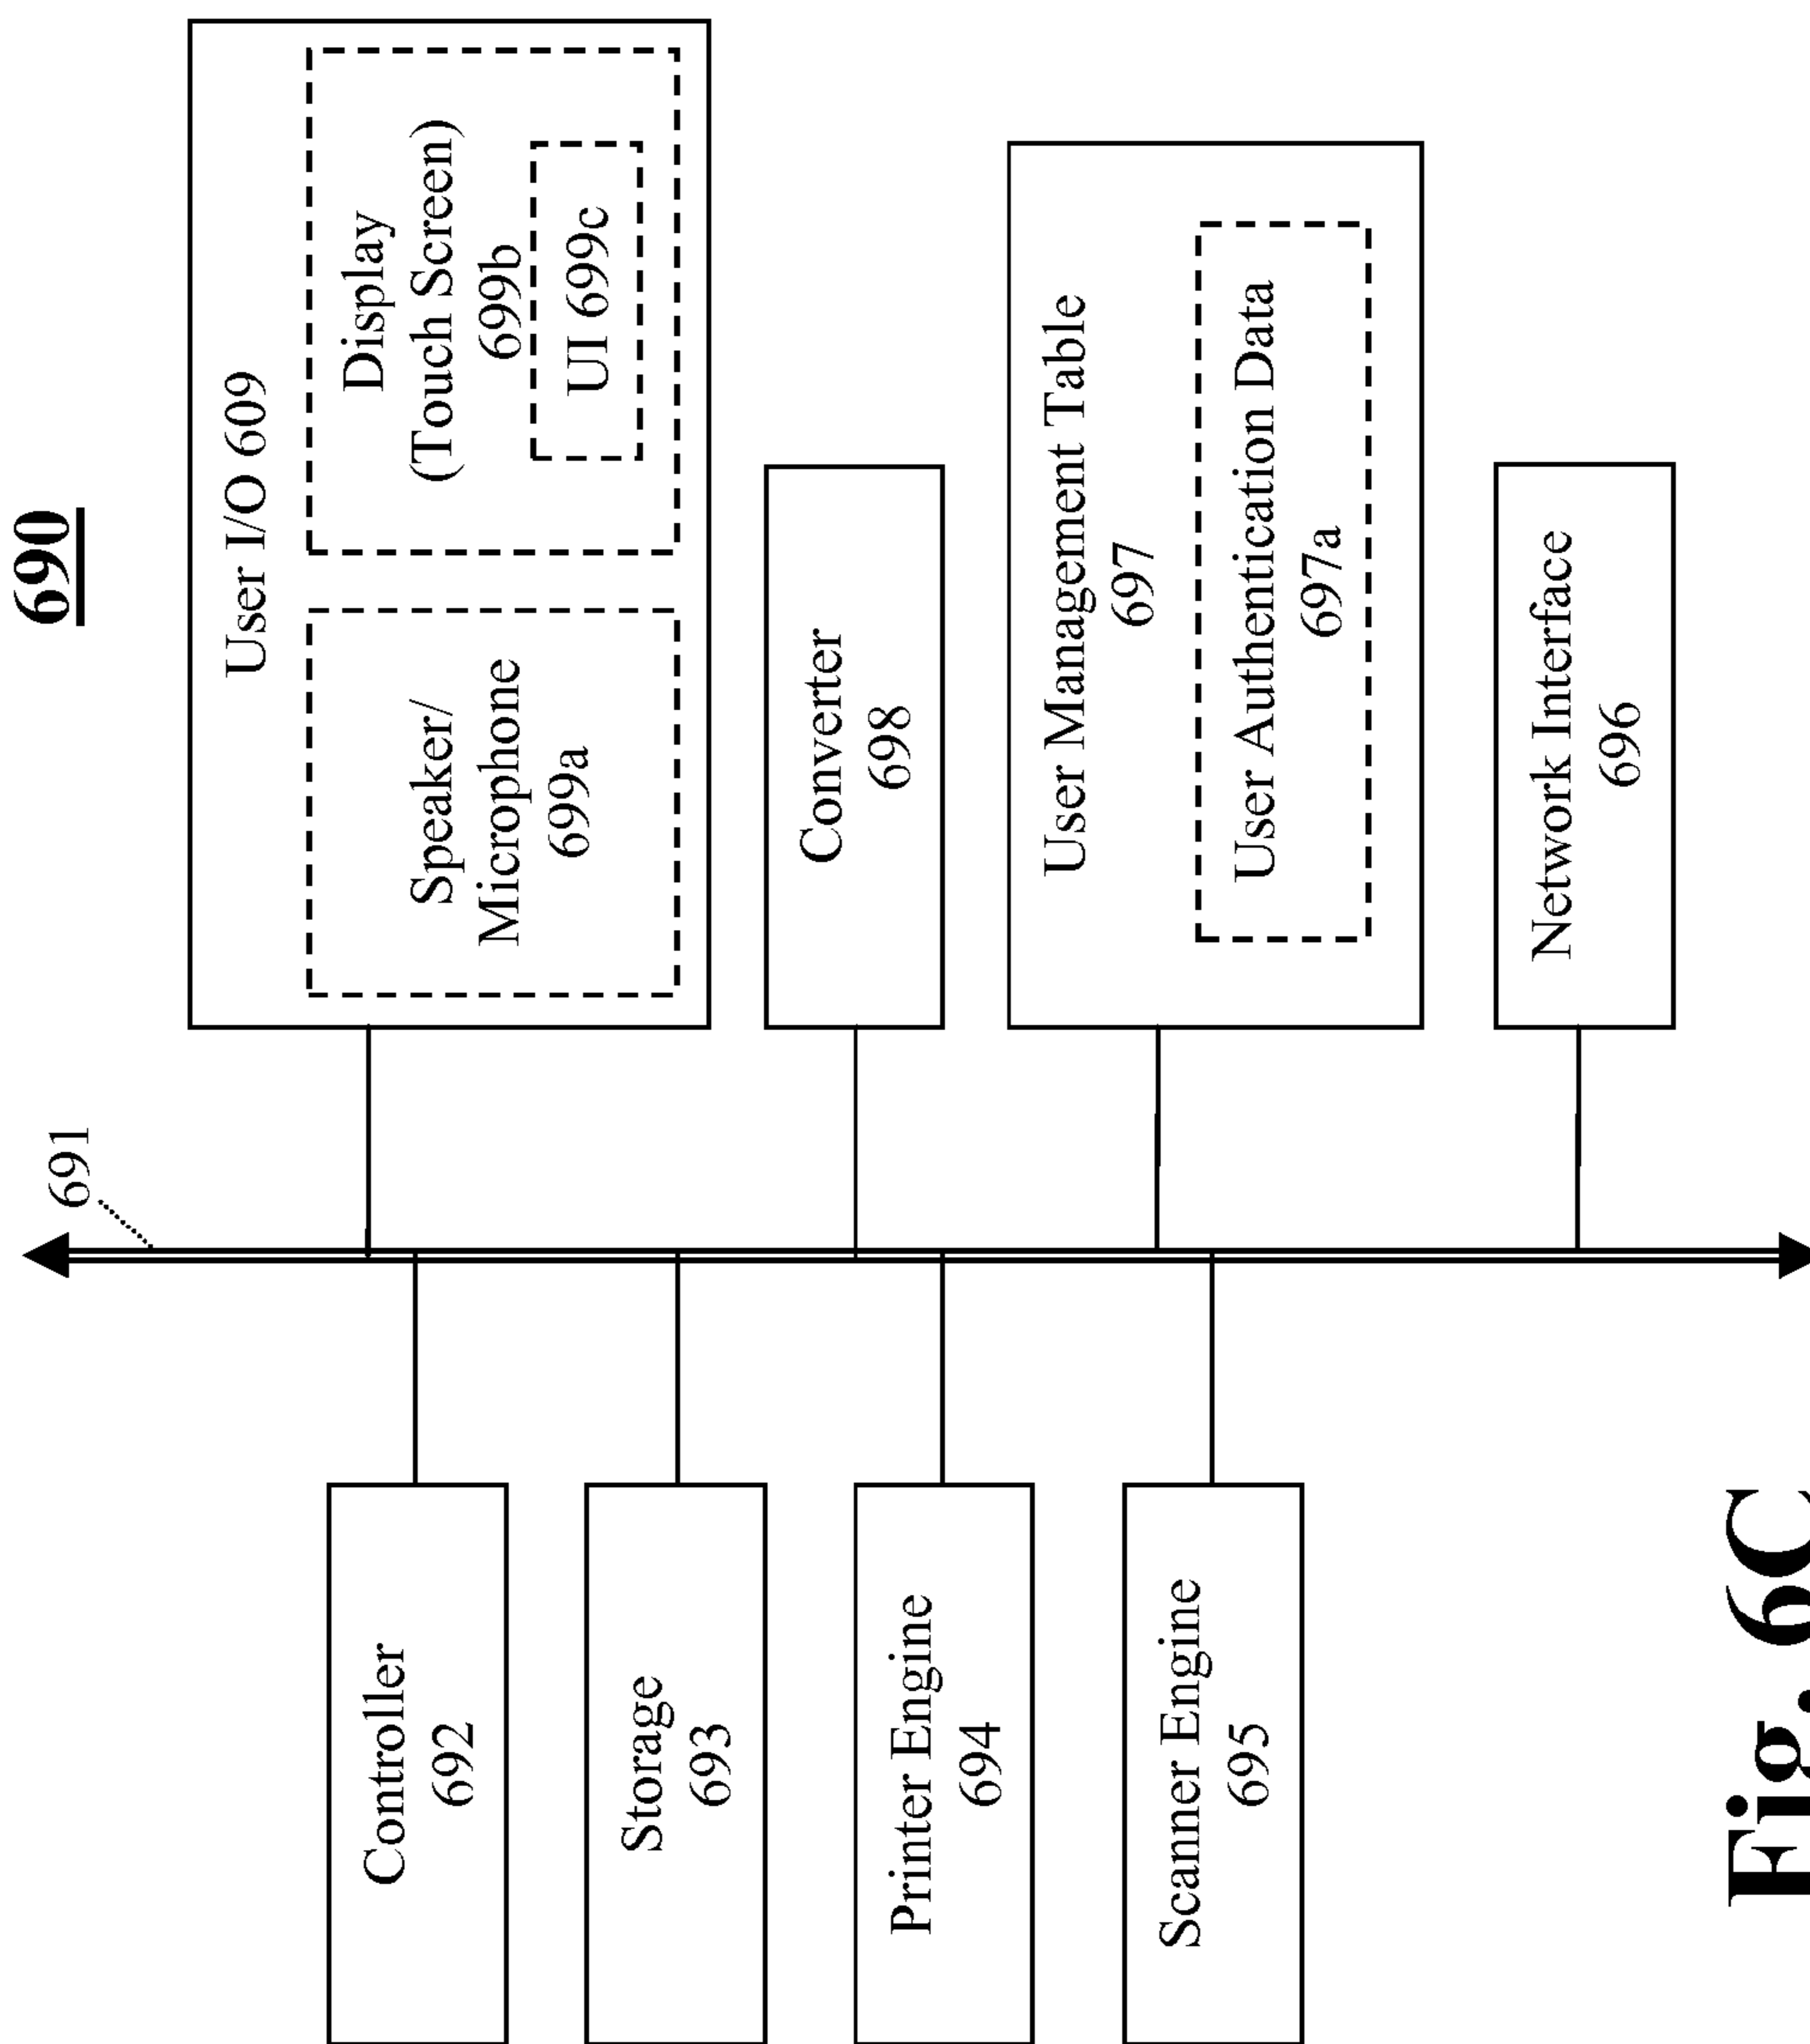 690
691
User I/O 609
Speaker/
Microphone
699a
Display
(Touch Screen)
699b
UI 699c
Controller
692
Converter
698
Storage
693
Printer Engine
694
User Management Table
697
User Authentication Data
697a
Scanner Engine
695
Network Interface
696
Fig. 6C